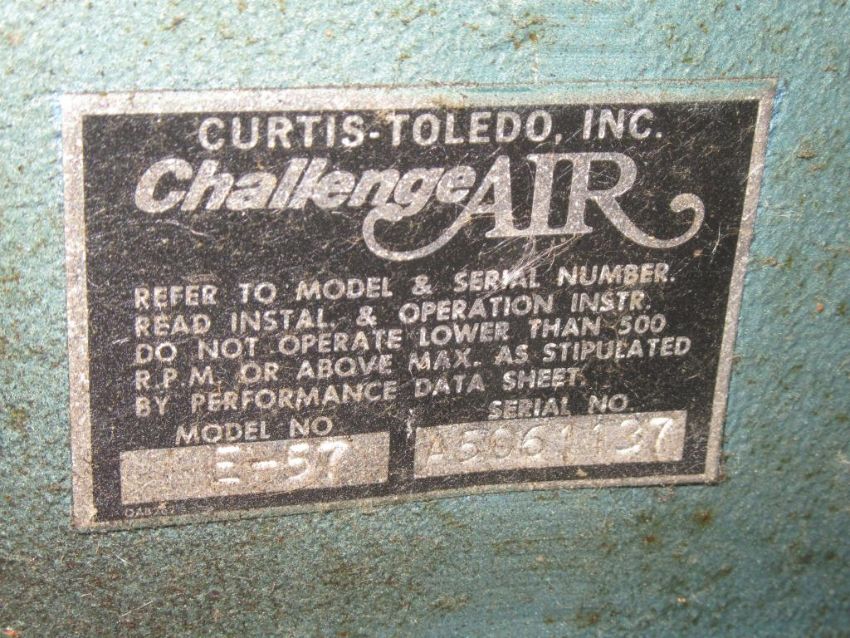 CURTIS-TOLEDO, INC.
ChallengeAIR
REFER TO MODEL & SERIAL NUMBER.
READ INSTAL. & OPERATION INSTR.
DO NOT OPERATE LOWER THAN 500
R.P.M. OR ABOVE MAX. AS STIPULATED
BY PERFORMANCE DATA SHEET.
MODEL NO
SERIAL NO.
E-57
A5061137